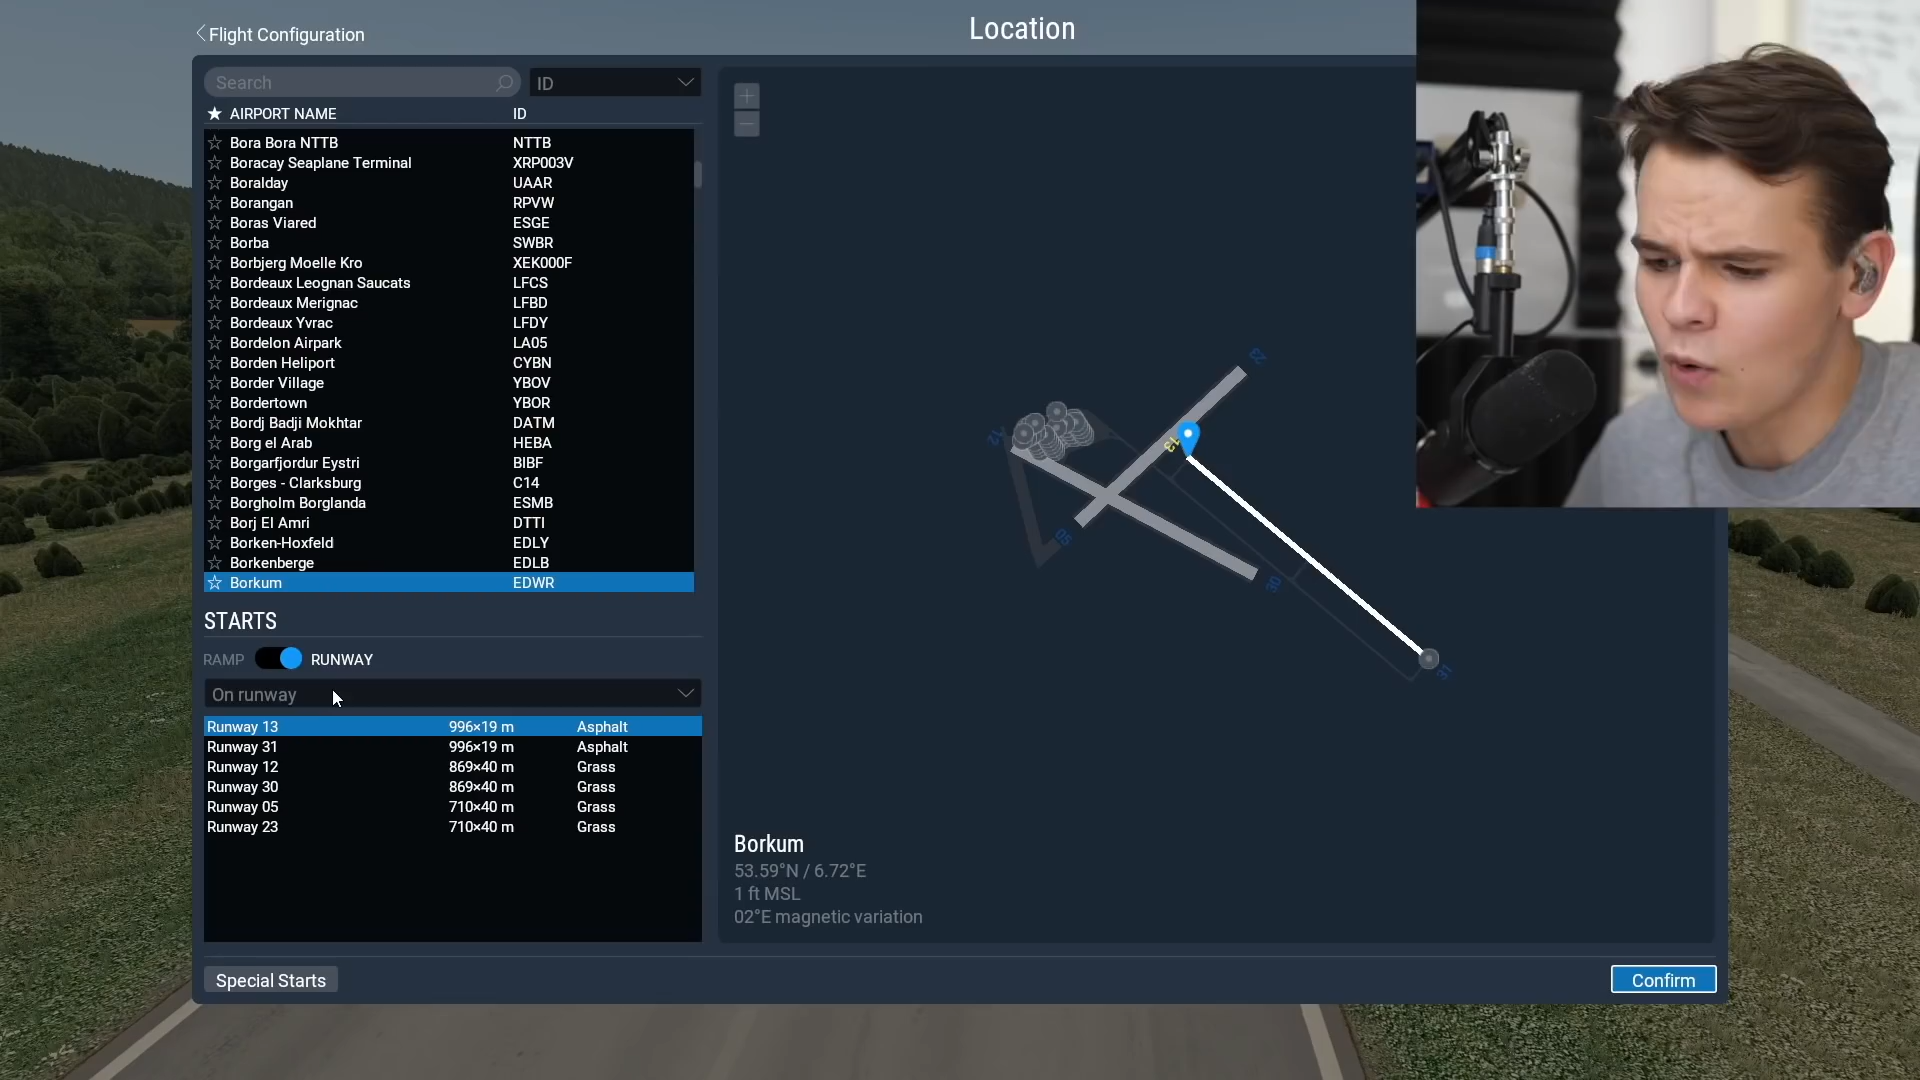 Flight Configuration
Location
Search
ID
AIRPORT NAME ID
Bora Bora NTTB NTTB
Boracay Seaplane Terminal XRP003V
Boralday UAAR
Borangan RPVW
Boras Viared ESGE
Borba SWBR
Borbjerg Moelle Kro XEK000F
Bordeaux Leognan Saucats LFCS
Bordeaux Merignac LFBD
Bordeaux Yvrac LFDY
Bordelon Airpark LA05
Borden Heliport CYBN
Border Village YBOV
Bordertown YBOR
Bordj Badji Mokhtar DATM
Borg el Arab HEBA
Borgarfjordur Eystri BIBF
Borges - Clarksburg C14
Borgholm Borglanda ESMB
Borj El Amri DTTI
Borken-Hoxfeld EDLY
Borkenberge EDLB
Borkum EDWR
STARTS
RAMP RUNWAY
On runway
Runway 13 996×19 m Asphalt
Runway 31 996×19 m Asphalt
Runway 12 869×40 m Grass
Runway 30 869×40 m Grass
Runway 05 710×40 m Grass
Runway 23 710×40 m Grass
Special Starts
23
12
13
05
30
31
Borkum
53.59°N / 6.72°E
1 ft MSL
02°E magnetic variation
Confirm